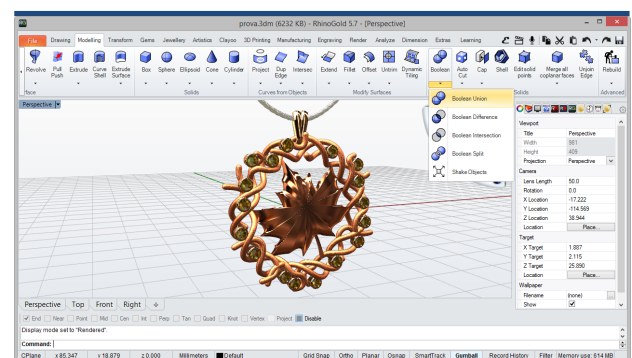 prova.3dm (6232 KB) - RhinoGold 5.7 - [Perspective]
File Drawing Modelling Transform Gems Jewellery Artistics Clayoo 3D Printing Manufacturing Engraving Render Analyze Dimension Extras Learning
Revolve Pull Push Extrude Curve Shell Extrude Surface Box Sphere Ellipsoid Cone Cylinder Project Dup Edge Intersec Extend Fillet Offset Untrim Dynamic Tiling Boolean Auto Cut Cap Shell Edit solid points Merge all coplanar faces Unjoin Edge Rebuild
rface Solids Curves from Objects Modify Surfaces Solids Advanced
Perspective
Boolean Union
Boolean Difference
Boolean Intersection
Boolean Split
Shake Objects
Viewport
Title Perspective
Width 981
Height 409
Projection Perspective
Camera
Lens Length 50.0
Rotation 0.0
X Location -17.222
Y Location -114.569
Z Location 38.944
Location Place...
Target
X Target 1.887
Y Target 2.115
Z Target 25.890
Location Place...
Wallpaper
Filename (none)
Show
Perspective Top Front Right
End Near Point Mid Cen Int Perp Tan Quad Knot Vertex Project Disable
Display mode set to "Rendered".
Command:
CPlane x 85.347 y 18.879 z 0.000 Millimeters Default Grid Snap Ortho Planar Osnap SmartTrack Gumball Record History Filter Memory use: 614 MB